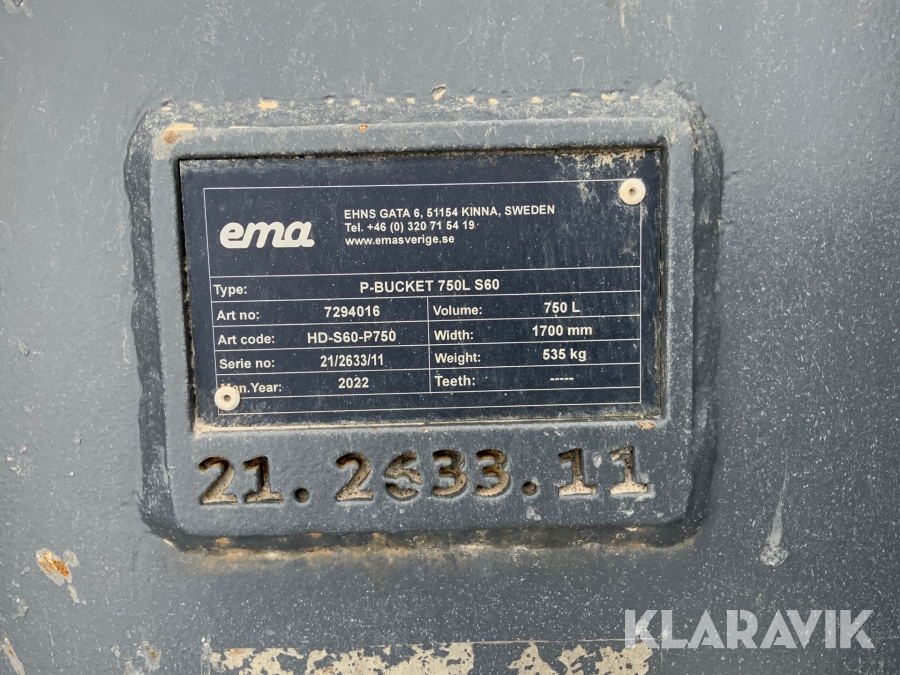 ema
EHNS GATA 6, 51154 KINNA, SWEDEN
Tel. +46 (0) 320 71 54 19
www.emasverige.se
Type: P-BUCKET 750L S60
Art no: 7294016 Volume: 750 L
Art code: HD-S60-P750 Width: 1700 mm
Serie no: 21/2633/11 Weight: 535 kg
Man.Year: 2022 Teeth: -----
21.2633.11
KLARAVIK